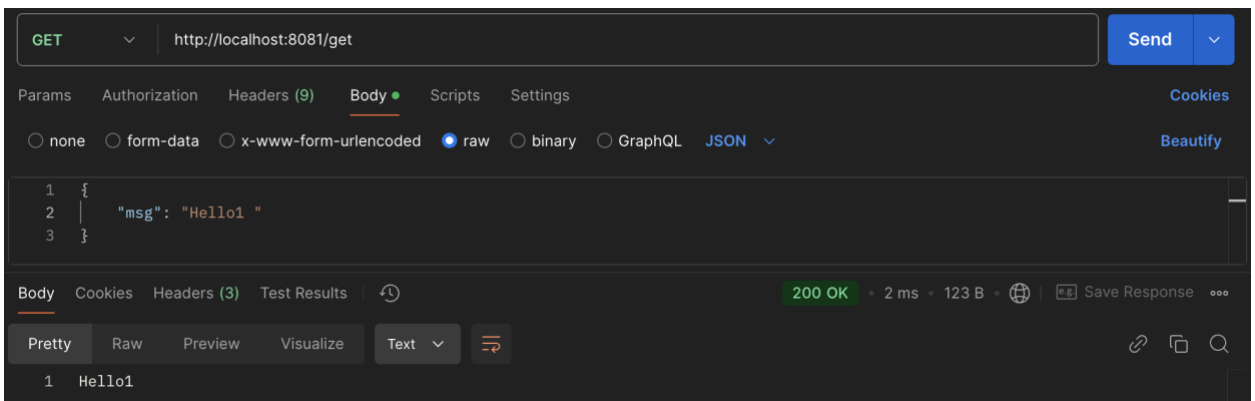 GET http://localhost:8081/get Send
Params Authorization Headers (9) Body Scripts Settings Cookies
none form-data x-www-form-urlencoded raw binary GraphQL JSON Beautify
1 {
2 "msg": "Hello1 "
3 }
Body Cookies Headers (3) Test Results 200 OK • 2 ms • 123 B • e.g. Save Response
Pretty Raw Preview Visualize Text
1 Hello1